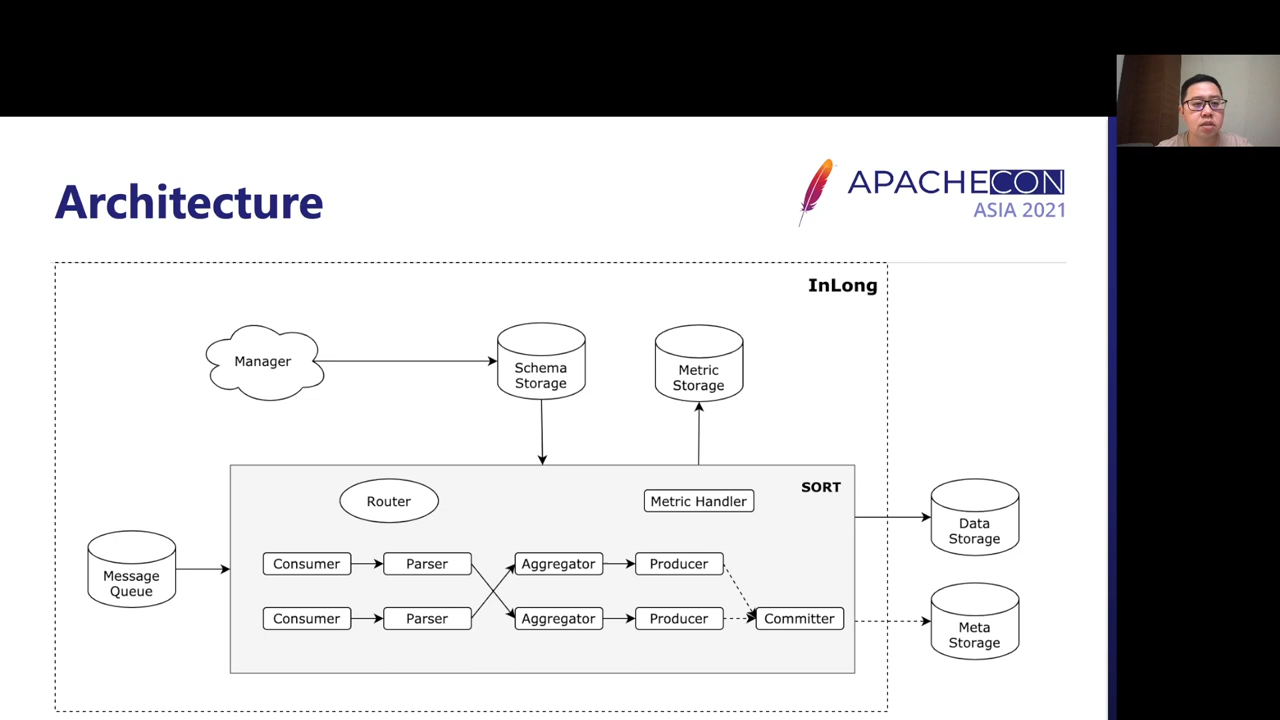 Architecture
APACHECON
ASIA 2021
InLong
Manager
Schema
Storage
Metric
Storage
SORT
Router
Metric Handler
Message
Queue
Consumer
Parser
Aggregator
Producer
Consumer
Parser
Aggregator
Producer
Committer
Data
Storage
Meta
Storage